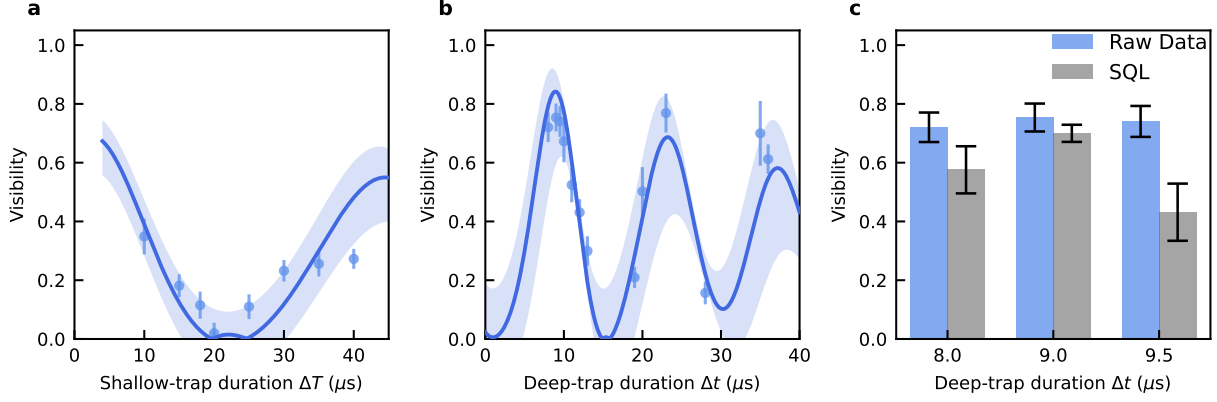 a
Visibility
1.0
0.8
0.6
0.4
0.2
0.0
0 10 20 30 40
Shallow-trap duration ΔT (μs)
b
Visibility
1.0
0.8
0.6
0.4
0.2
0.0
0 10 20 30 40
Deep-trap duration Δt (μs)
c
Visibility
1.0
0.8
0.6
0.4
0.2
0.0
Raw Data
SQL
8.0 9.0 9.5
Deep-trap duration Δt (μs)